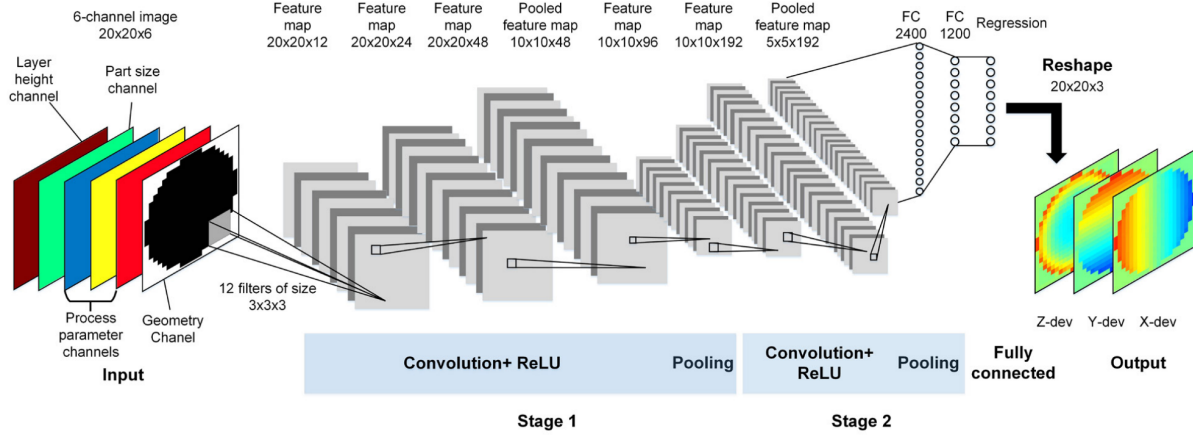 6-channel image
20x20x6
Layer
height
channel
Part size
channel
Process
parameter
channels
Geometry
Chanel
Input
12 filters of size
3x3x3
Feature
map
20x20x12
Feature
map
20x20x24
Feature
map
20x20x48
Pooled
feature map
10x10x48
Feature
map
10x10x96
Feature
map
10x10x192
Pooled
feature map
5x5x192
FC
2400
FC
1200
Regression
Reshape
20x20x3
Z-dev
Y-dev
X-dev
Convolution+ ReLU
Pooling
Convolution+
ReLU
Pooling
Fully
connected
Output
Stage 1
Stage 2